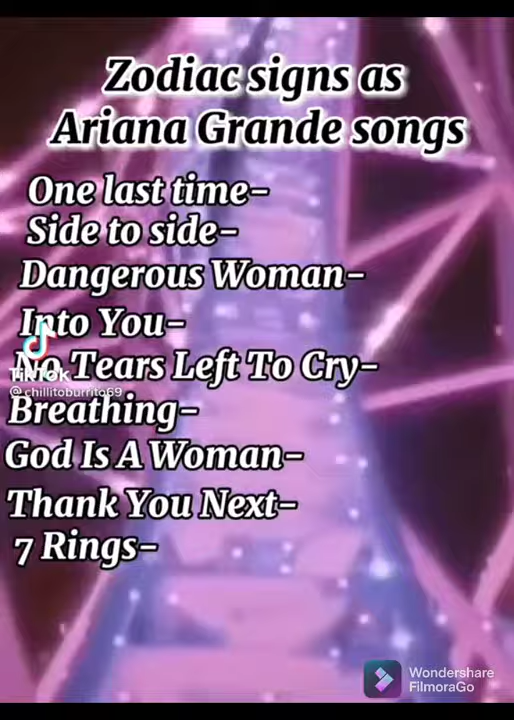 Zodiac signs as
Ariana Grande songs
One last time-
Side to side-
Dangerous Woman-
Into You-
No Tears Left To Cry-
TikTok
@chillitoburrito69
Breathing-
God Is A Woman-
Thank You Next-
7 Rings-
Wondershare
FilmoraGo